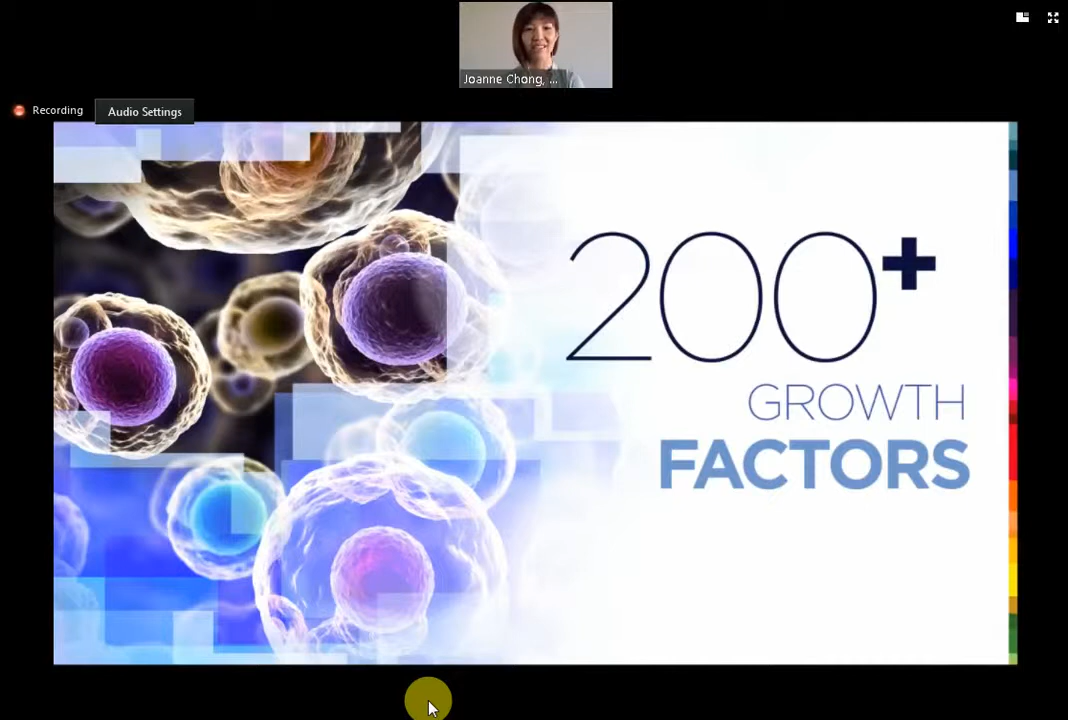 Joanne Chong, ...
Recording
Audio Settings
200+
GROWTH
FACTORS